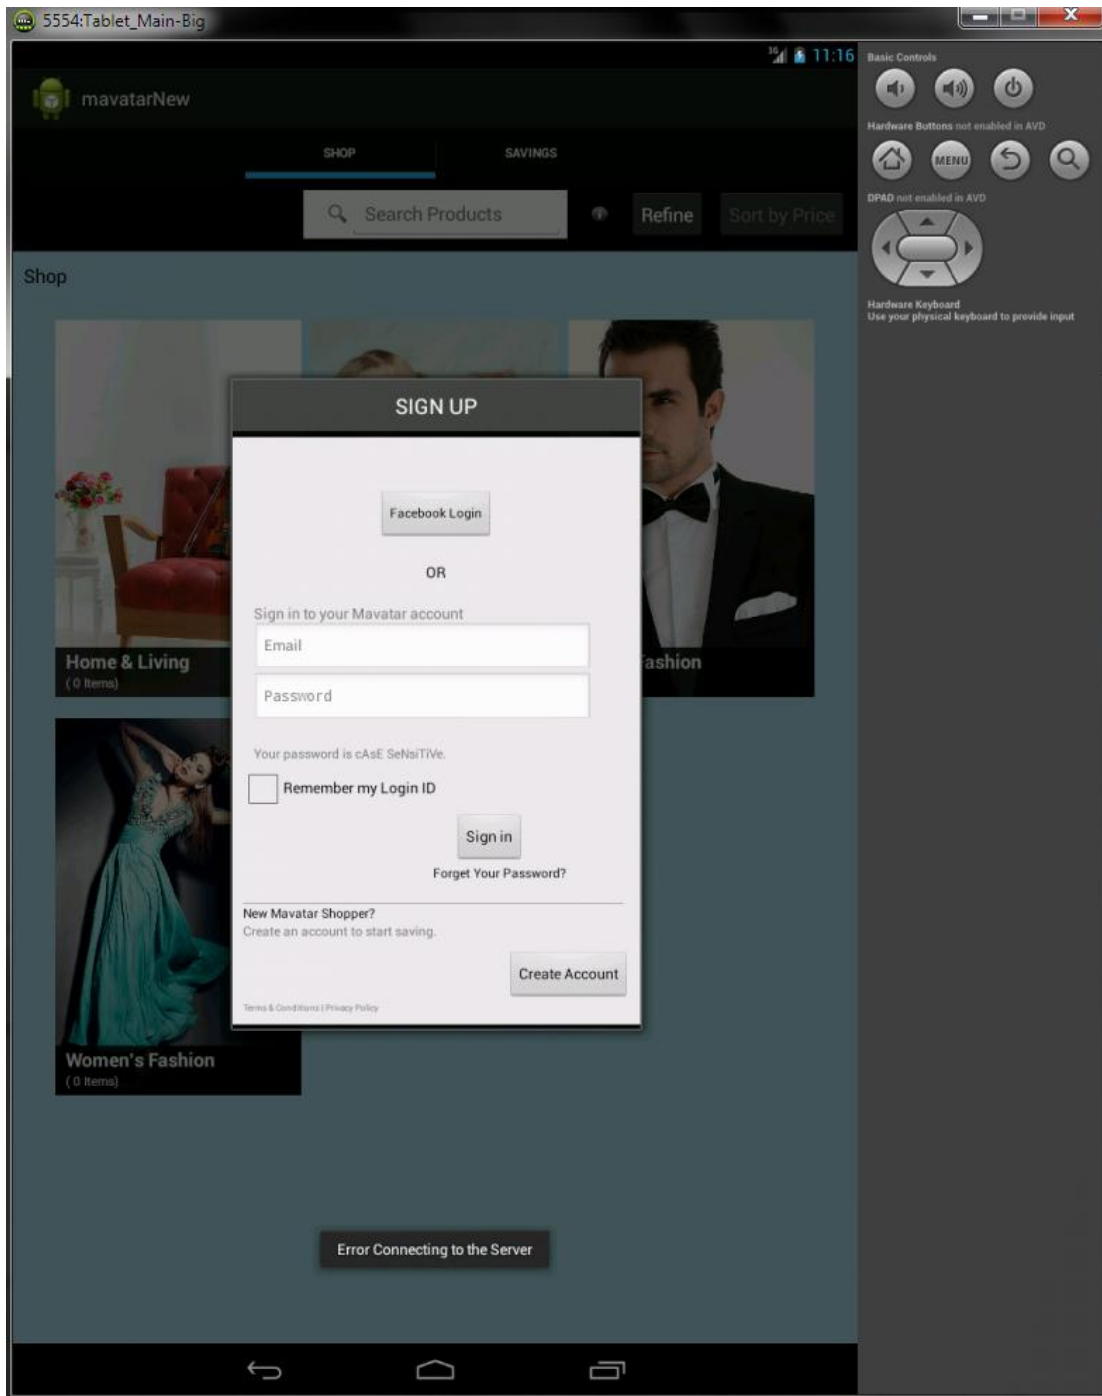 5554:Tablet_Main-Big
3G 11:16
mavatarNew
SHOP SAVINGS
Search Products Refine Sort by Price
Shop
SIGN UP
Facebook Login
OR
Sign in to your Mavatar account
Email
Home & Living
ashion
( 0 Items)
Password
Your password is cAsE SeNsiTiVe.
Remember my Login ID
Sign in
Forget Your Password?
New Mavatar Shopper?
Create an account to start saving.
Create Account
Terms & Conditions | Privacy Policy
Women's Fashion
( 0 Items)
Error Connecting to the Server
Basic Controls
Hardware Buttons not enabled in AVD
MENU
DPAD not enabled in AVD
Hardware Keyboard
Use your physical keyboard to provide input